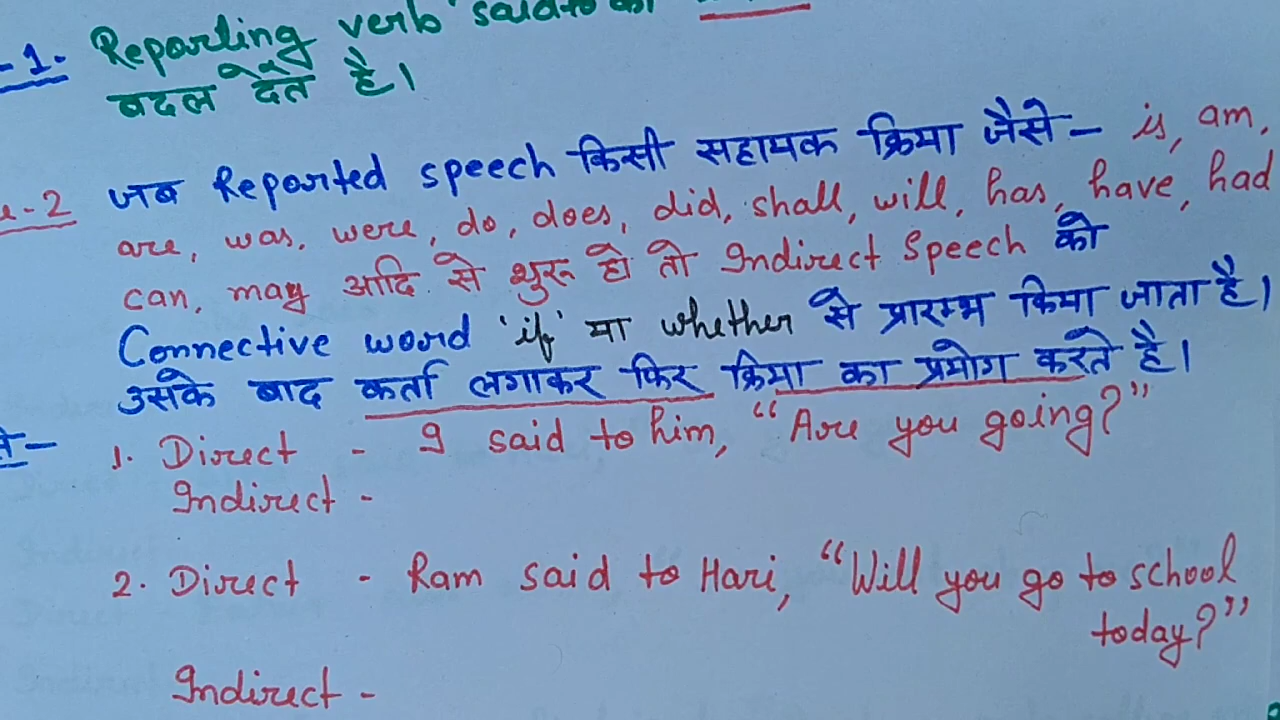 -1. Reporting verb 'said to को
बदल देते है।
-2 जब Reported speech किसी सहायक क्रिया जैसे - is, am,
are, was, were, do, does, did, shall, will, has, have, had
can, may आदि से शुरू हो तो Indirect Speech को
Connective word 'if' या whether से प्रारम्भ किया जाता है।
उसके बाद कर्ता लगाकर फिर क्रिया का प्रयोग करते है।
1. Direct - I said to him, "Are you going?"
Indirect -
2. Direct - Ram said to Hari, "Will you go to school
today?"
Indirect -